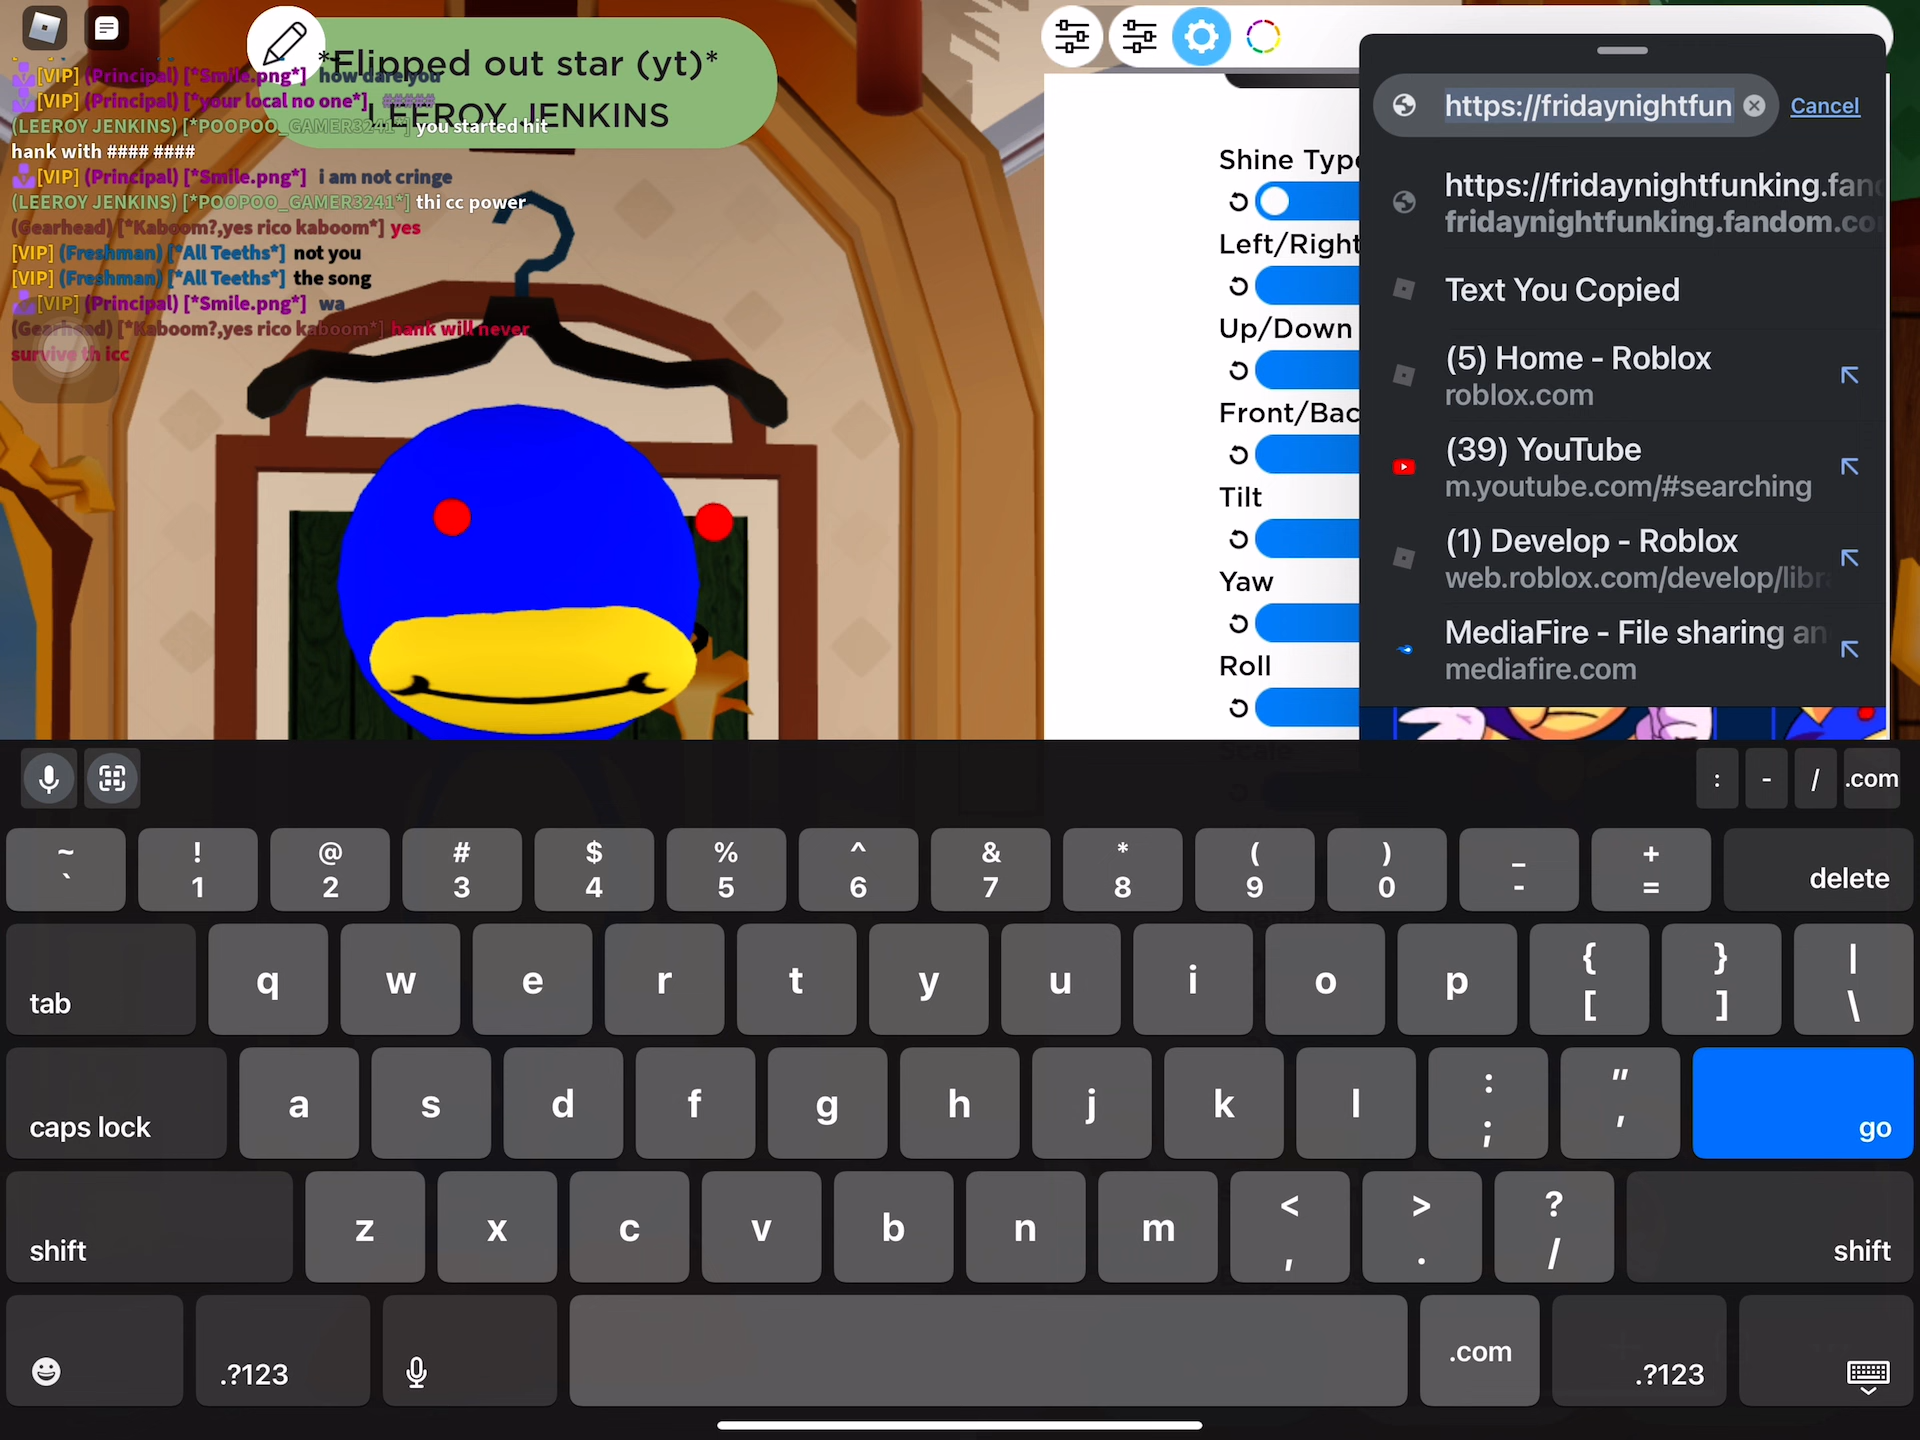 *Flipped out star (yt)*
LEEROY JENKINS
[VIP] (Principal) [*Smile.png*] how dare you
[VIP] (Principal) [*your local no one*] #####
(LEEROY JENKINS) [*POOPOO_GAMER3241*] you started hit
hank with #### ####
[VIP] (Principal) [*Smile.png*] i am not cringe
(LEEROY JENKINS) [*POOPOO_GAMER3241*] thi cc power
(Gearhead) [*Kaboom?,yes rico kaboom*] yes
[VIP] (Freshman) [*All Teeths*] not you
[VIP] (Freshman) [*All Teeths*] the song
[VIP] (Principal) [*Smile.png*] wa
(Gearhead) [*Kaboom?,yes rico kaboom*] hank will never
survive th icc
Shine Type
Left/Right
Up/Down
Front/Bac
Tilt
Yaw
Roll
Scale
https://fridaynightfun
Cancel
https://fridaynightfunking.fan
fridaynightfunking.fandom.co
Text You Copied
(5) Home - Roblox
roblox.com
(39) YouTube
m.youtube.com/#searching
(1) Develop - Roblox
web.roblox.com/develop/libra
MediaFire - File sharing an
mediafire.com
: - / .com
~ ! @ # $ % ^ & * ( ) _ +
` 1 2 3 4 5 6 7 8 9 0 - = delete
tab q w e r t y u i o p { [ } ] | \
caps lock a s d f g h j k l : ; " ' go
shift z x c v b n m < , > . ? / shift
.?123 .com .?123